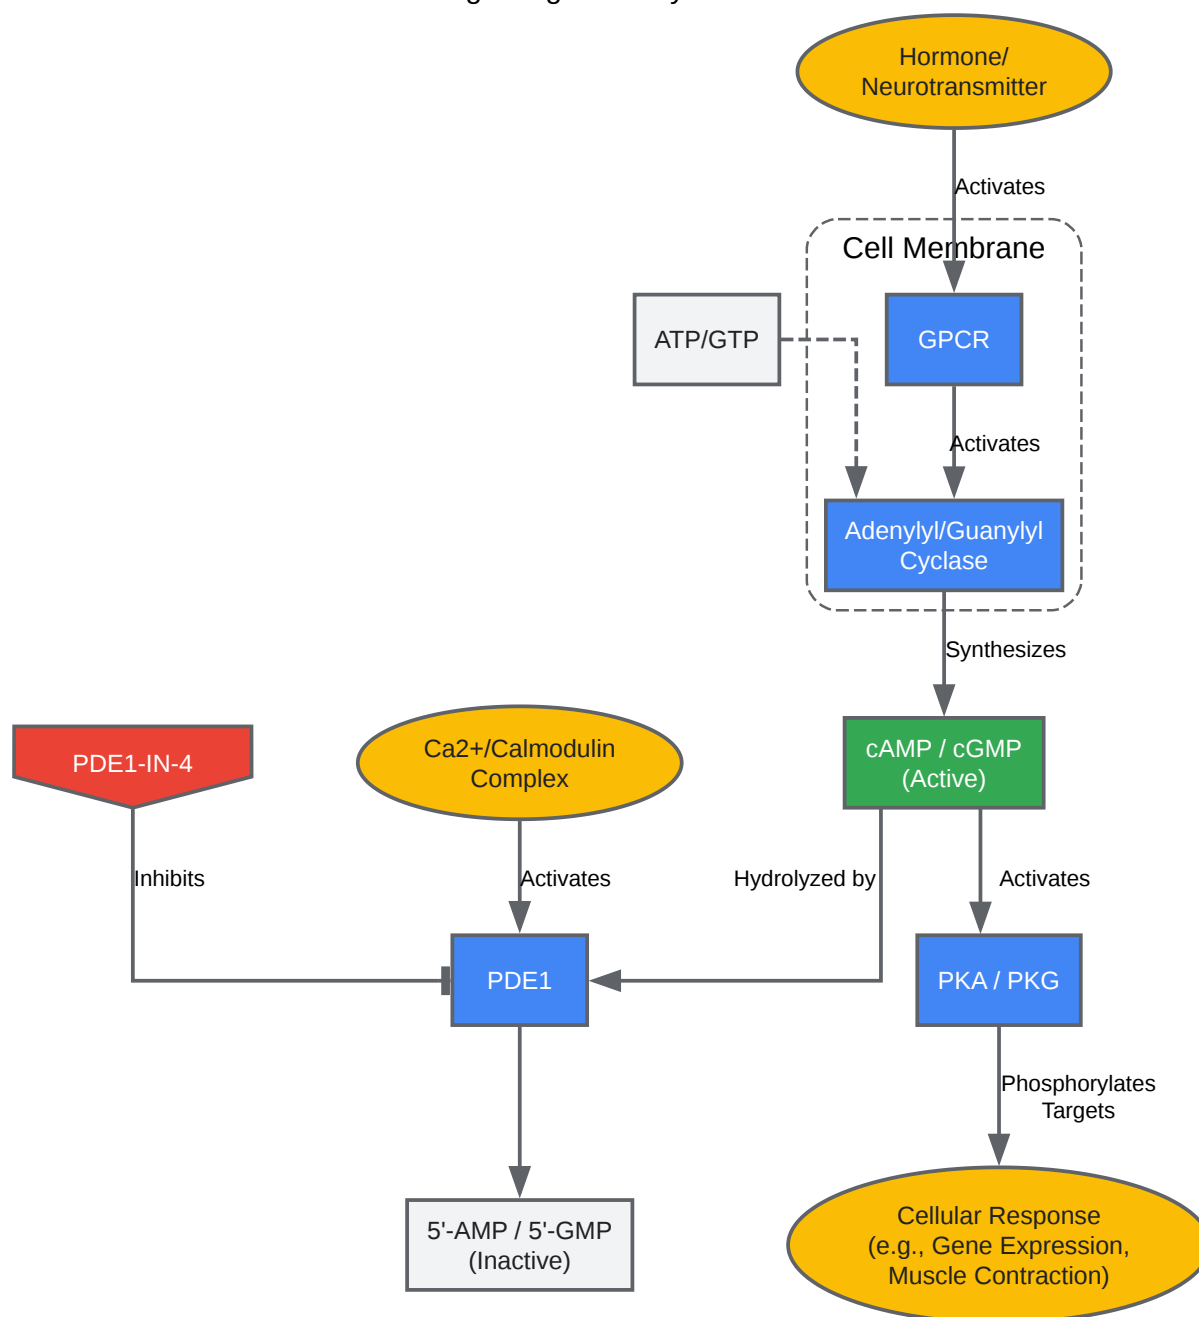 Hormone/
Neurotransmitter
Activates
Cell Membrane
ATP/GTP
GPCR
Activates
Adenylyl/Guanylyl
Cyclase
Synthesizes
PDE1-IN-4
Ca2+/Calmodulin
Complex
cAMP / cGMP
(Active)
Inhibits
Activates
Hydrolyzed by
Activates
PDE1
PKA / PKG
Phosphorylates
Targets
5'-AMP / 5'-GMP
(Inactive)
Cellular Response
(e.g., Gene Expression,
Muscle Contraction)